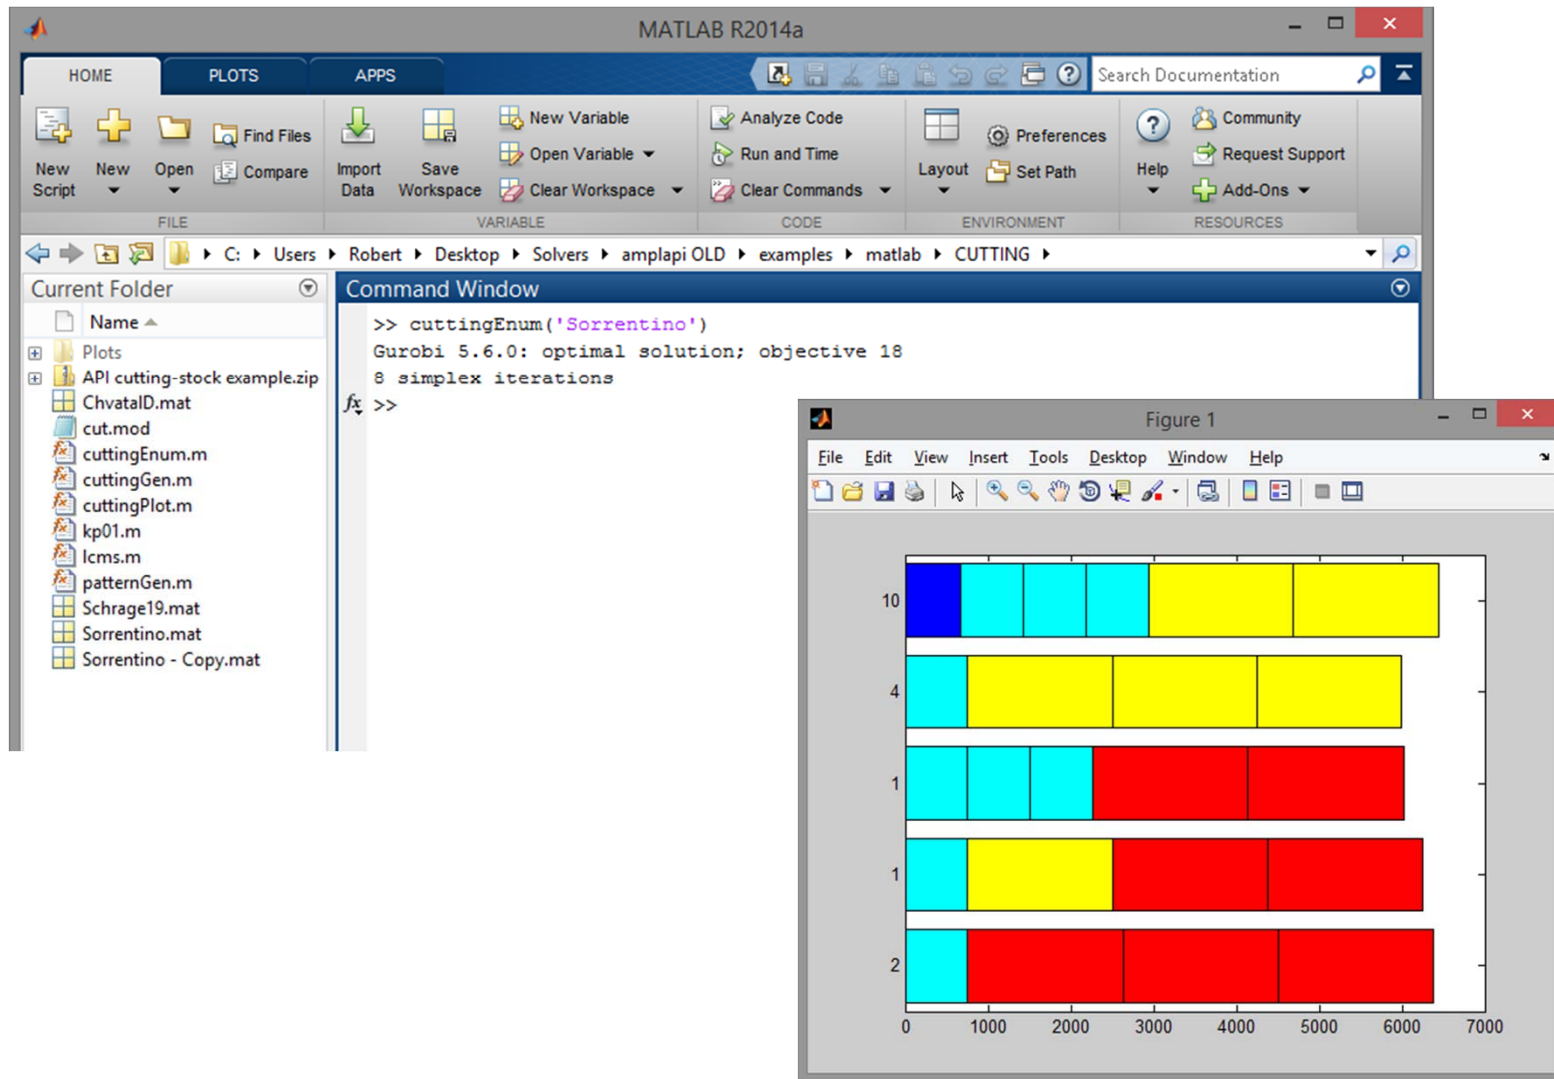 MATLAB R2014a
HOME PLOTS APPS Search Documentation
New Script New Open Find Files Compare
Import Data Save Workspace New Variable Open Variable Clear Workspace
Analyze Code Run and Time Clear Commands
Layout Preferences Set Path
Help Community Request Support Add-Ons
FILE VARIABLE CODE ENVIRONMENT RESOURCES
C: Users Robert Desktop Solvers amplapi OLD examples matlab CUTTING
Current Folder
Name
Plots
API cutting-stock example.zip
ChvatalD.mat
cut.mod
cuttingEnum.m
cuttingGen.m
cuttingPlot.m
kp01.m
lcms.m
patternGen.m
Schrage19.mat
Sorrentino.mat
Sorrentino - Copy.mat
Command Window
>> cuttingEnum('Sorrentino')
Gurobi 5.6.0: optimal solution; objective 18
8 simplex iterations
fx >>
Figure 1
File Edit View Insert Tools Desktop Window Help
10
4
1
1
2
0 1000 2000 3000 4000 5000 6000 7000